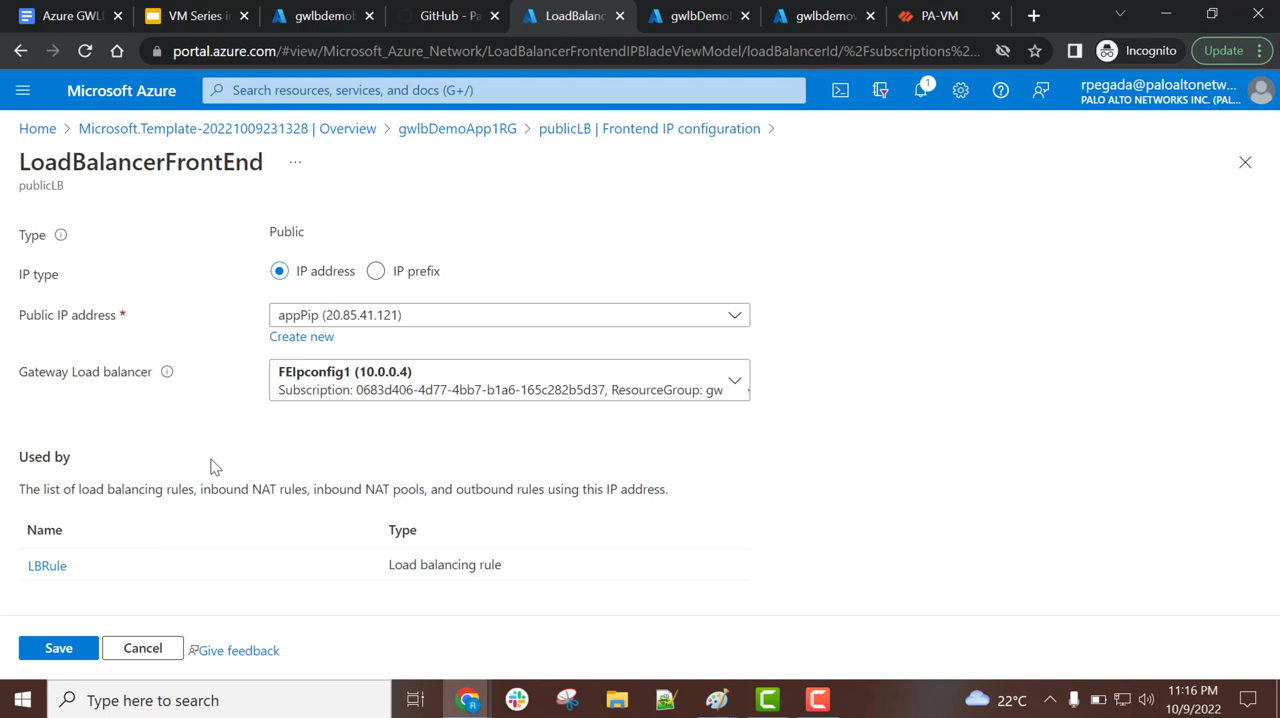 Azure GWL
VM Series i
gwlbdemol
GitHub - Pa
LoadBalanc
gwlbDemo
gwlbdemov
PA-VM
portal.azure.com/#view/Microsoft_Azure_Network/LoadBalancerFrontendIPBladeViewModel/loadBalancerId/%2Fsubscriptions%2...
Incognito
Update
Microsoft Azure
Search resources, services, and docs (G+/)
1
rpegada@paloaltonetw...
PALO ALTO NETWORKS INC. (PAL...
Home > Microsoft.Template-20221009231328 | Overview > gwlbDemoApp1RG > publicLB | Frontend IP configuration >
LoadBalancerFrontEnd ...
publicLB
Type
Public
IP type
IP address
IP prefix
Public IP address *
appPip (20.85.41.121)
Create new
Gateway Load balancer
FEIpconfig1 (10.0.0.4)
Subscription: 0683d406-4d77-4bb7-b1a6-165c282b5d37, ResourceGroup: gw
Used by
The list of load balancing rules, inbound NAT rules, inbound NAT pools, and outbound rules using this IP address.
Name
Type
LBRule
Load balancing rule
Save
Cancel
Give feedback
Type here to search
22°C
11:16 PM
10/9/2022